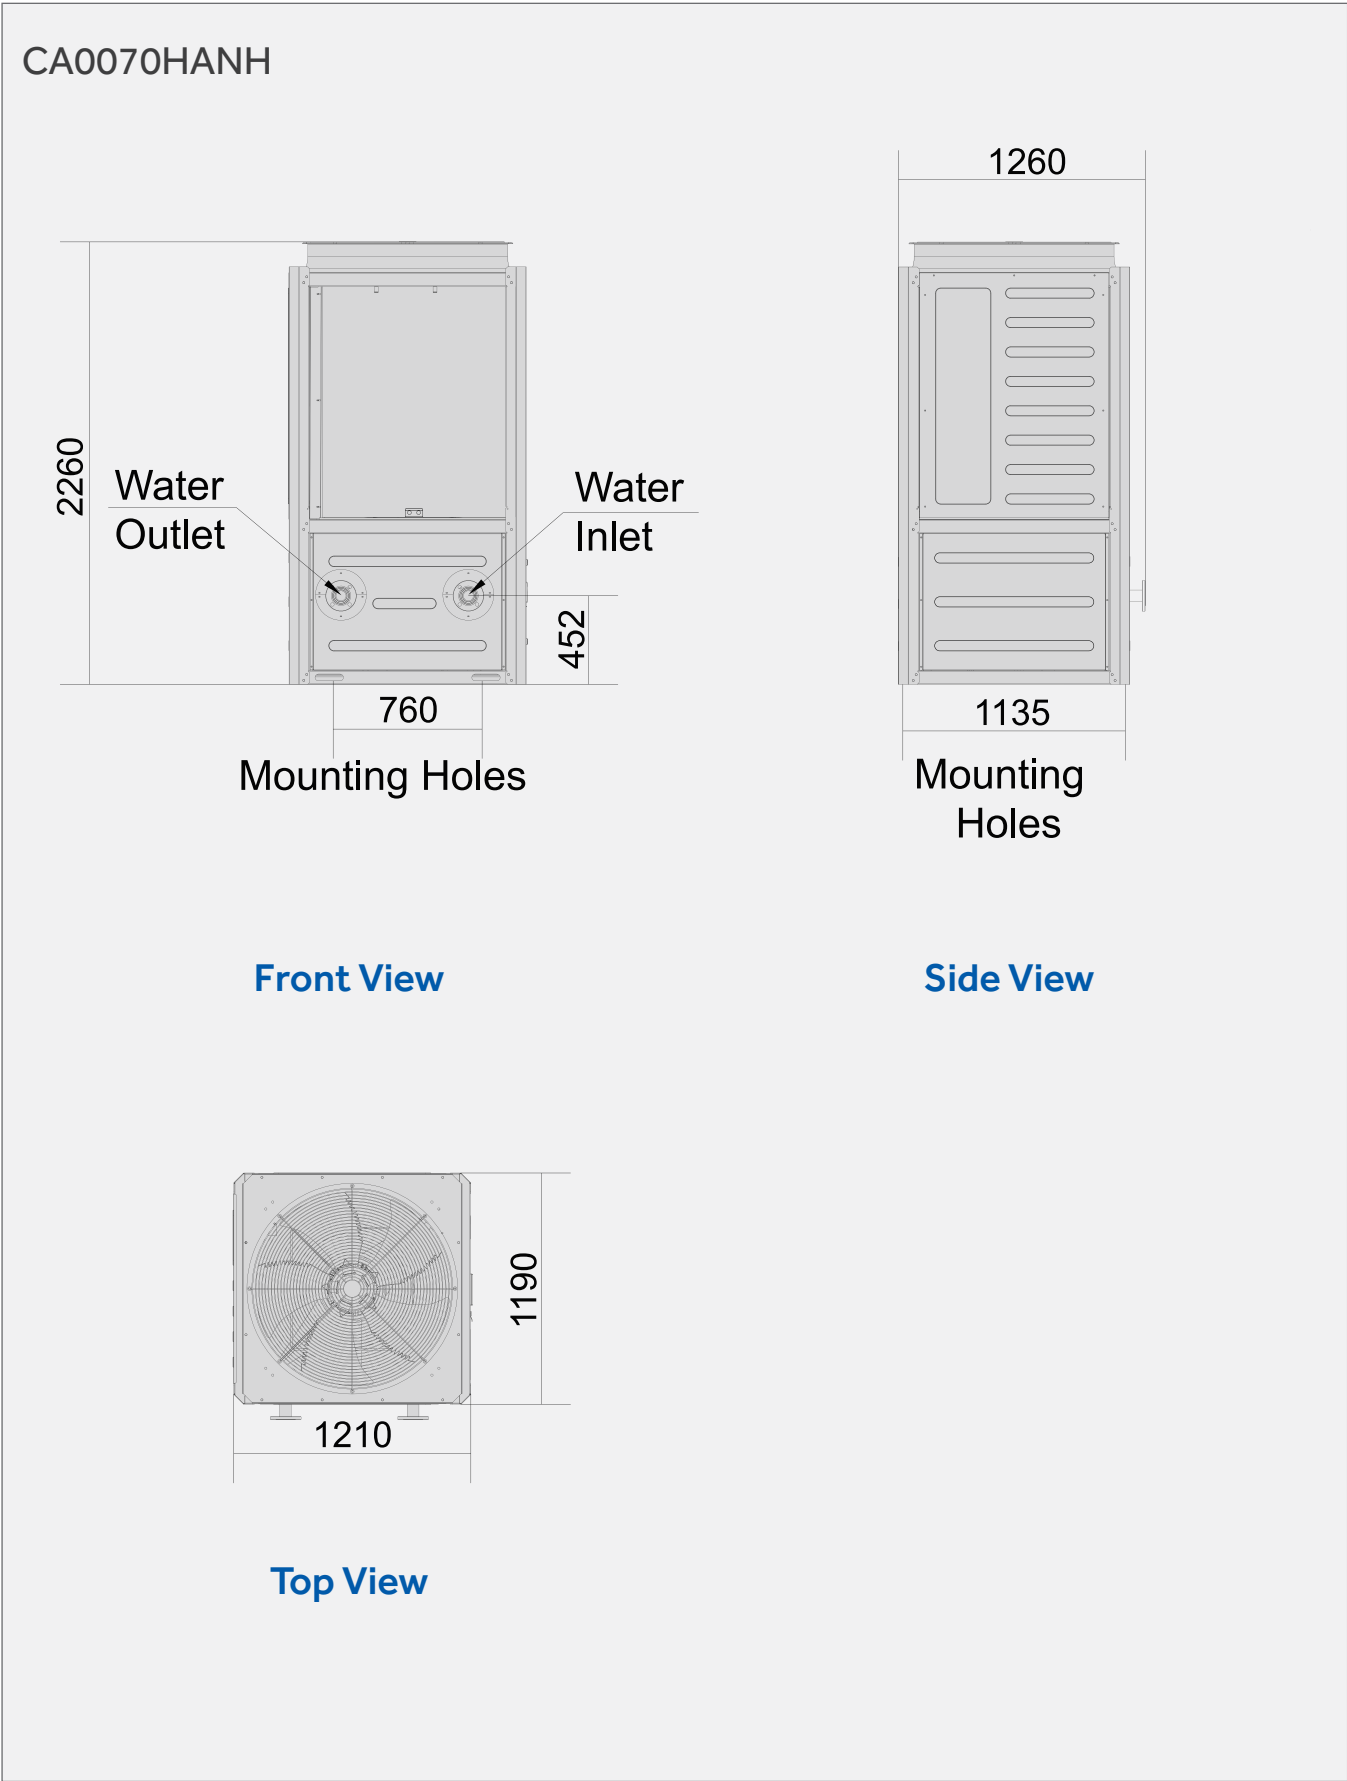 CA0070HANH
1260
2260
Water
Outlet
Water
Inlet
452
760
Mounting Holes
1135
Mounting
Holes
Front View
Side View
1190
1210
Top View